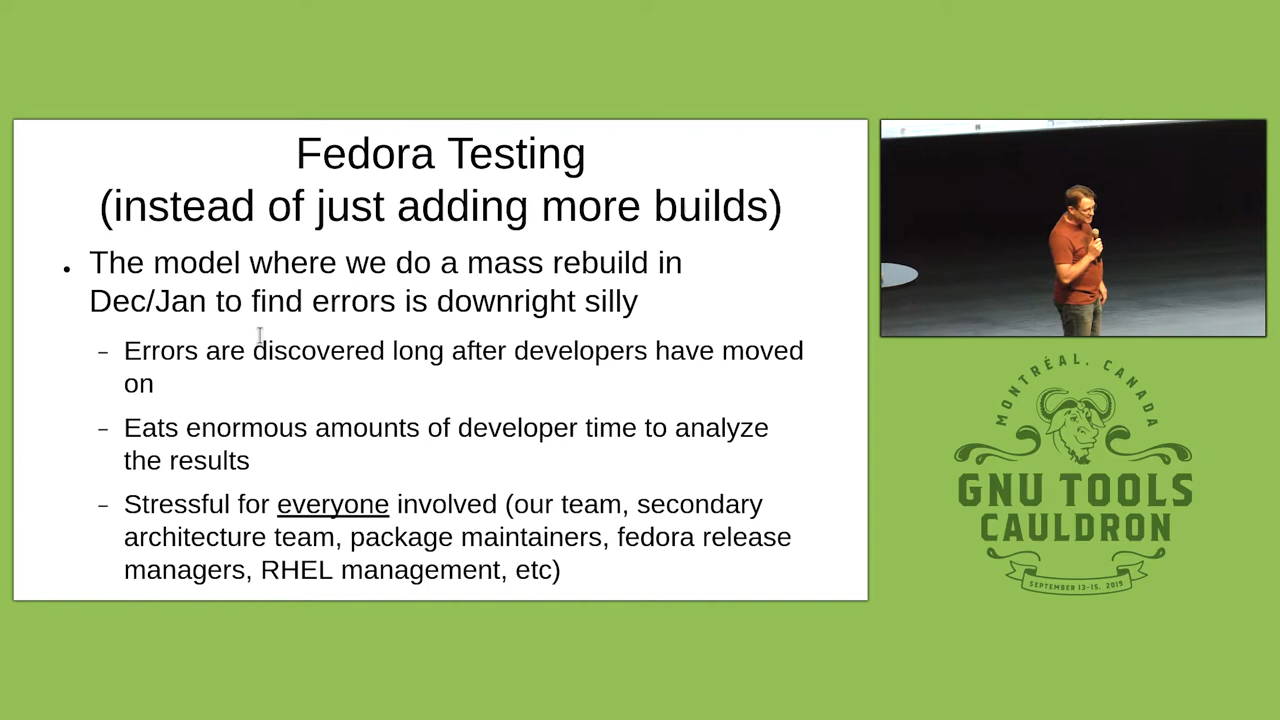 Fedora Testing
(instead of just adding more builds)
• The model where we do a mass rebuild in
Dec/Jan to find errors is downright silly
– Errors are discovered long after developers have moved
on
– Eats enormous amounts of developer time to analyze
the results
– Stressful for everyone involved (our team, secondary
architecture team, package maintainers, fedora release
managers, RHEL management, etc)
MONTRÉAL, CANADA
GNU TOOLS
CAULDRON
SEPTEMBER 13-15, 2019